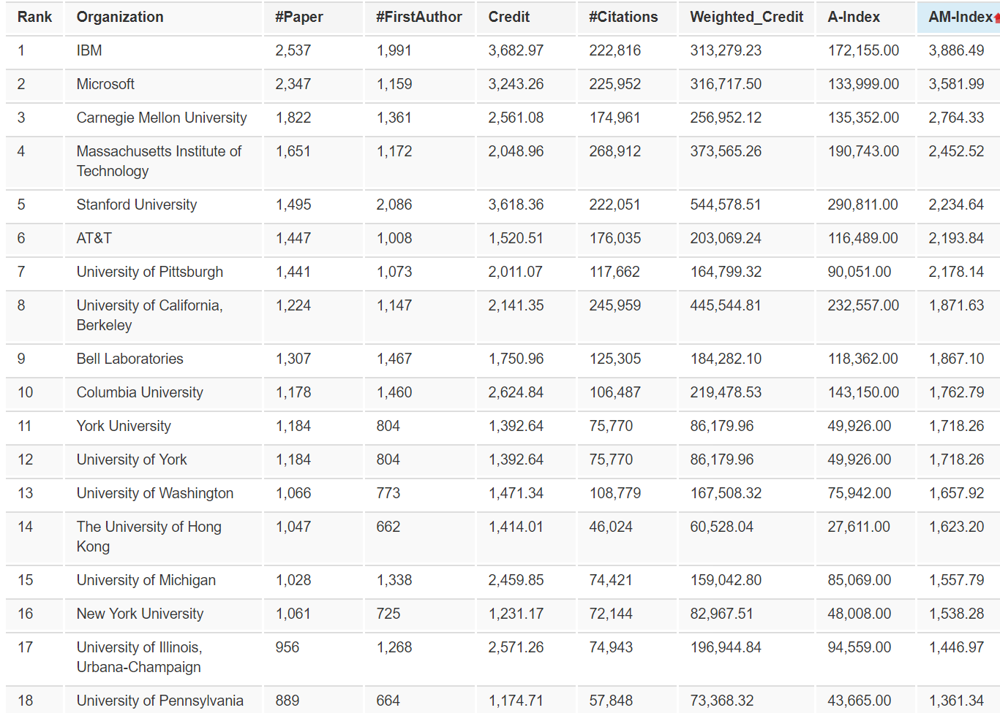 Rank Organization #Paper #FirstAuthor Credit #Citations Weighted_Credit A-Index AM-Index
1 IBM 2,537 1,991 3,682.97 222,816 313,279.23 172,155.00 3,886.49
2 Microsoft 2,347 1,159 3,243.26 225,952 316,717.50 133,999.00 3,581.99
3 Carnegie Mellon University 1,822 1,361 2,561.08 174,961 256,952.12 135,352.00 2,764.33
4 Massachusetts Institute of 1,651 1,172 2,048.96 268,912 373,565.26 190,743.00 2,452.52
Technology
5 Stanford University 1,495 2,086 3,618.36 222,051 544,578.51 290,811.00 2,234.64
6 AT&T 1,447 1,008 1,520.51 176,035 203,069.24 116,489.00 2,193.84
7 University of Pittsburgh 1,441 1,073 2,011.07 117,662 164,799.32 90,051.00 2,178.14
8 University of California, 1,224 1,147 2,141.35 245,959 445,544.81 232,557.00 1,871.63
Berkeley
9 Bell Laboratories 1,307 1,467 1,750.96 125,305 184,282.10 118,362.00 1,867.10
10 Columbia University 1,178 1,460 2,624.84 106,487 219,478.53 143,150.00 1,762.79
11 York University 1,184 804 1,392.64 75,770 86,179.96 49,926.00 1,718.26
12 University of York 1,184 804 1,392.64 75,770 86,179.96 49,926.00 1,718.26
13 University of Washington 1,066 773 1,471.34 108,779 167,508.32 75,942.00 1,657.92
14 The University of Hong 1,047 662 1,414.01 46,024 60,528.04 27,611.00 1,623.20
Kong
15 University of Michigan 1,028 1,338 2,459.85 74,421 159,042.80 85,069.00 1,557.79
16 New York University 1,061 725 1,231.17 72,144 82,967.51 48,008.00 1,538.28
17 University of Illinois, 956 1,268 2,571.26 74,943 196,944.84 94,559.00 1,446.97
Urbana-Champaign
18 University of Pennsylvania 889 664 1,174.71 57,848 73,368.32 43,665.00 1,361.34